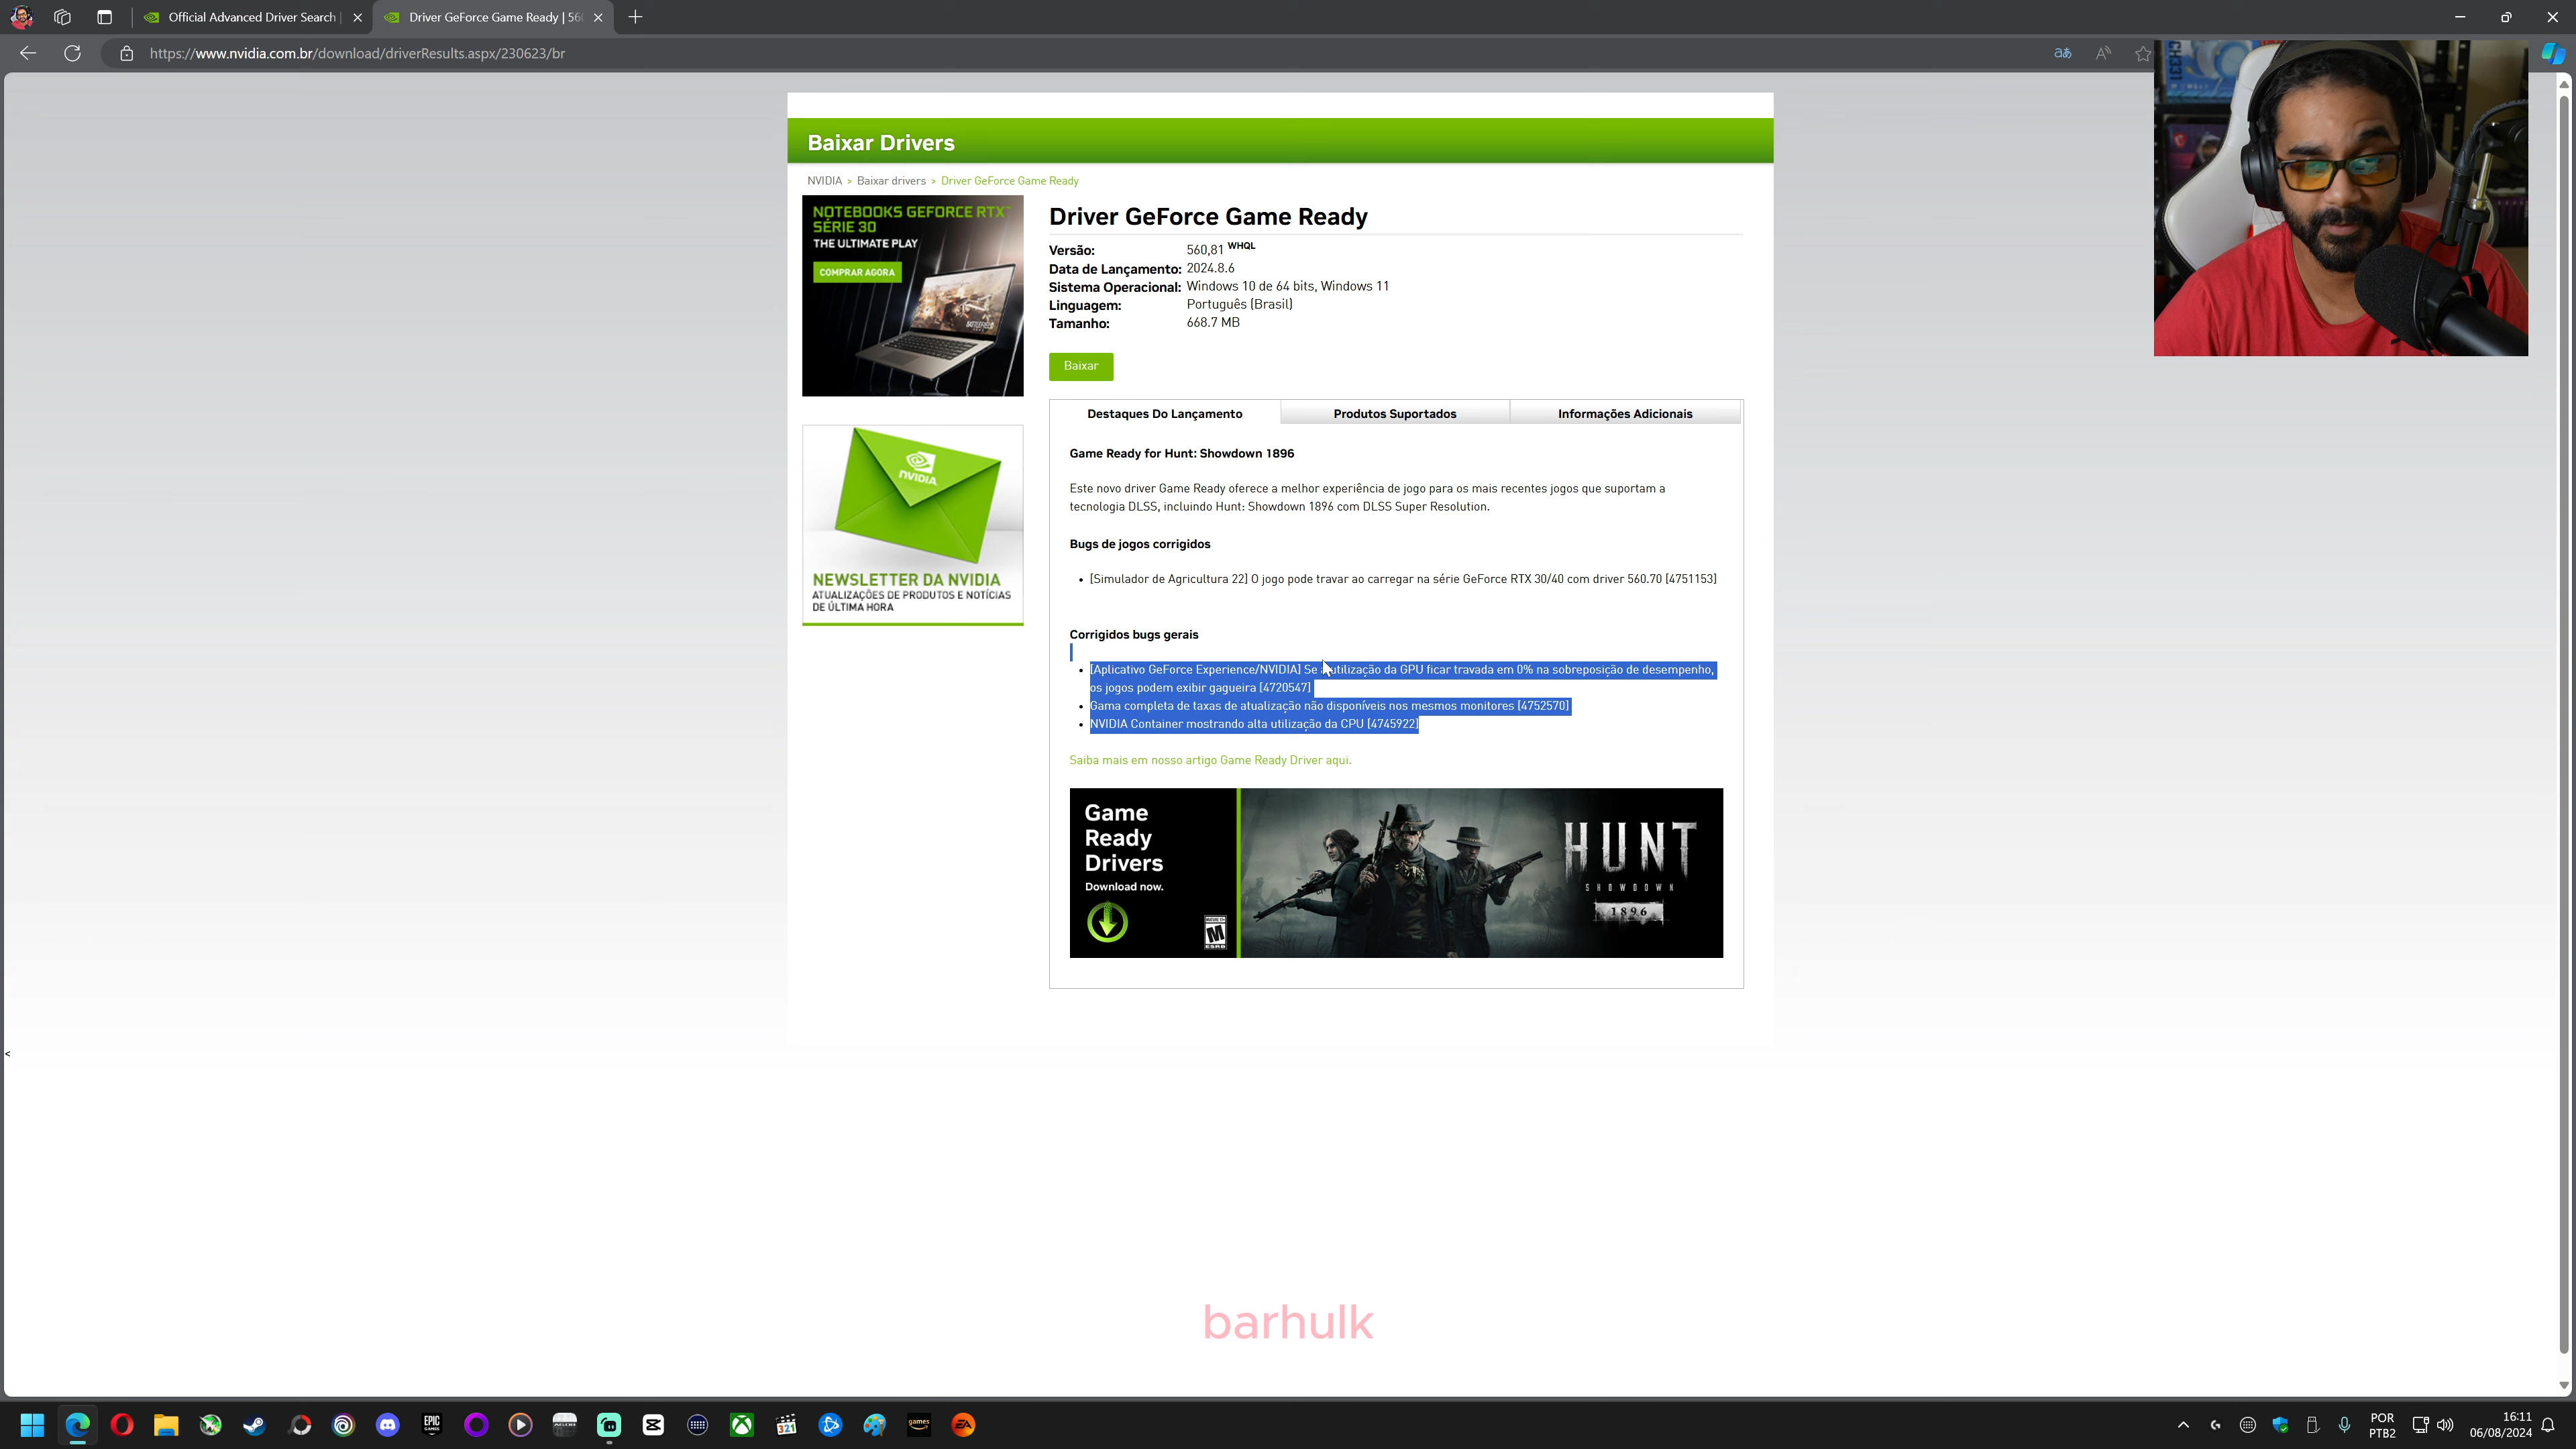 Official Advanced Driver Search |
Driver GeForce Game Ready | 560
https://www.nvidia.com.br/download/driverResults.aspx/230623/br
Baixar Drivers
NVIDIA > Baixar drivers > Driver GeForce Game Ready
NOTEBOOKS GEFORCE RTX™
SÉRIE 30
THE ULTIMATE PLAY
COMPRAR AGORA
Driver GeForce Game Ready
Versão: 560,81 WHQL
Data de Lançamento: 2024.8.6
Sistema Operacional: Windows 10 de 64 bits, Windows 11
Linguagem: Português (Brasil)
Tamanho: 668.7 MB
Baixar
Destaques Do Lançamento
Produtos Suportados
Informações Adicionais
NVIDIA
NEWSLETTER DA NVIDIA
ATUALIZAÇÕES DE PRODUTOS E NOTÍCIAS
DE ÚLTIMA HORA
Game Ready for Hunt: Showdown 1896
Este novo driver Game Ready oferece a melhor experiência de jogo para os mais recentes jogos que suportam a
tecnologia DLSS, incluindo Hunt: Showdown 1896 com DLSS Super Resolution.
Bugs de jogos corrigidos
• [Simulador de Agricultura 22] O jogo pode travar ao carregar na série GeForce RTX 30/40 com driver 560.70 [4751153]
Corrigidos bugs gerais
• [Aplicativo GeForce Experience/NVIDIA] Se a utilização da GPU ficar travada em 0% na sobreposição de desempenho,
os jogos podem exibir gagueira [4720547]
• Gama completa de taxas de atualização não disponíveis nos mesmos monitores [4752570]
• NVIDIA Container mostrando alta utilização da CPU [4745922]
Saiba mais em nosso artigo Game Ready Driver aqui.
Game
Ready
Drivers
Download now.
M
ESRB
HUNT
SHOWDOWN
1896
<
barhulk
EPIC
GAMES
321
games
EA
POR
PTB2
16:11
06/08/2024